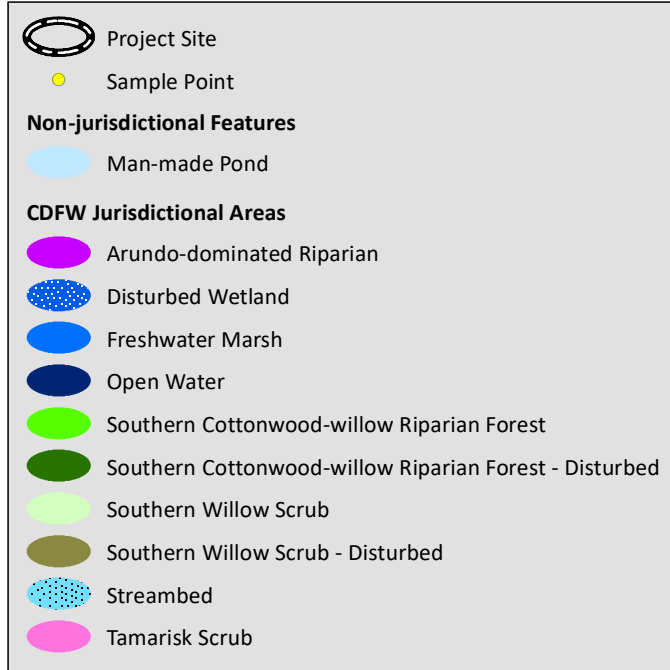 Project Site
Sample Point
Non-jurisdictional Features
Man-made Pond
CDFW Jurisdictional Areas
Arundo-dominated Riparian
Disturbed Wetland
Freshwater Marsh
Open Water
Southern Cottonwood-willow Riparian Forest
Southern Cottonwood-willow Riparian Forest - Disturbed
Southern Willow Scrub
Southern Willow Scrub - Disturbed
Streambed
Tamarisk Scrub